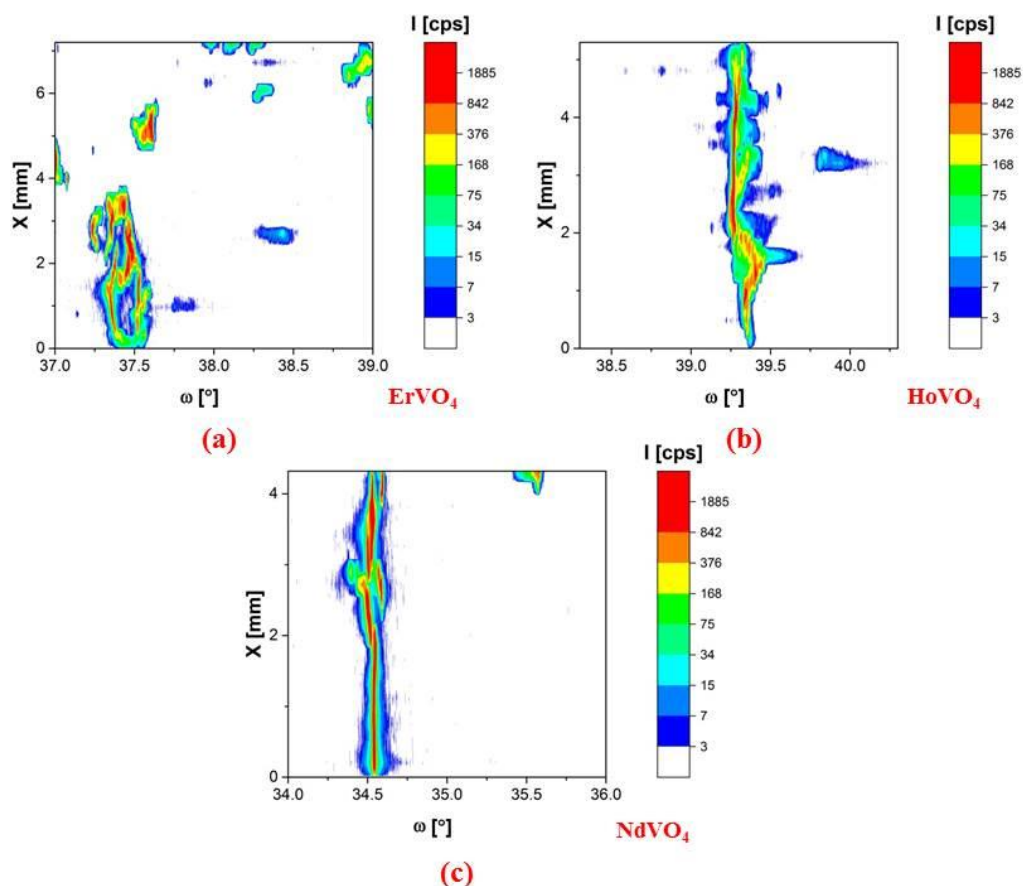 I [cps]
1885
842
376
168
75
34
15
7
3
X [mm]
6
4
2
0
37.0 37.5 38.0 38.5 39.0
ω [°]
ErVO₄
(a)
I [cps]
1885
842
376
168
75
34
15
7
3
X [mm]
4
2
0
38.5 39.0 39.5 40.0
ω [°]
HoVO₄
(b)
I [cps]
1885
842
376
168
75
34
15
7
3
X [mm]
4
2
0
34.0 34.5 35.0 35.5 36.0
ω [°]
NdVO₄
(c)